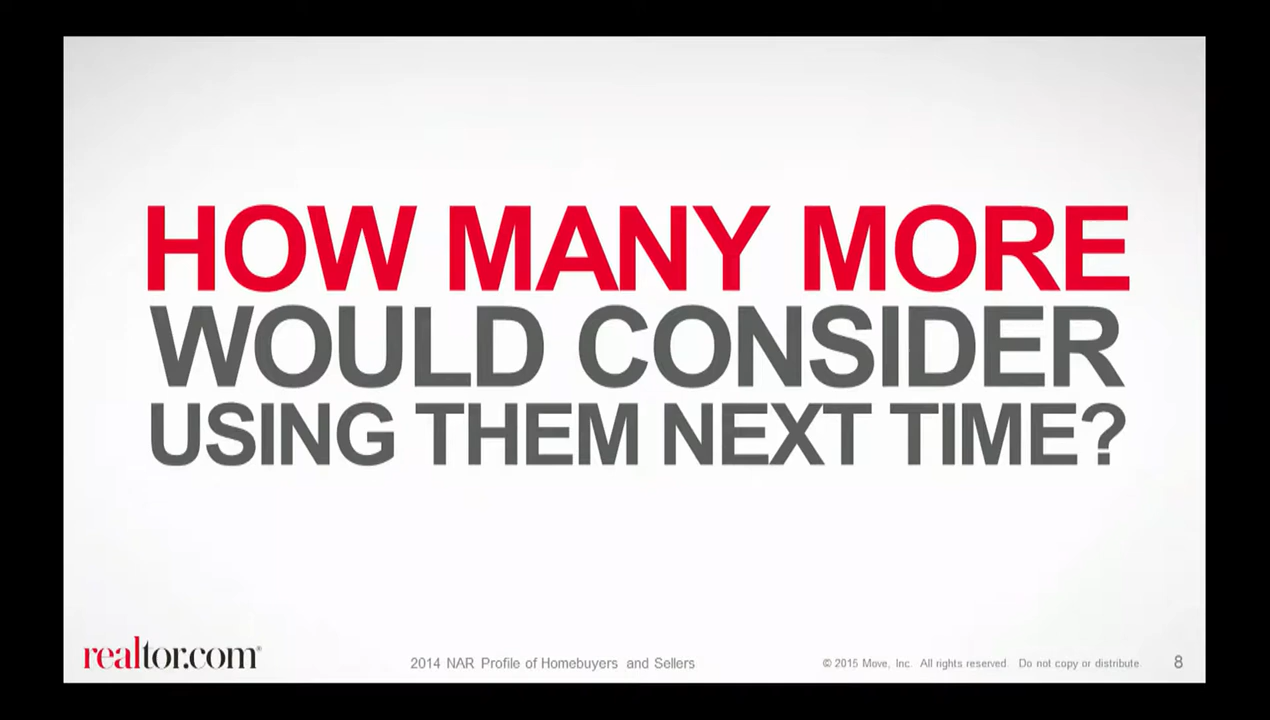 HOW MANY MORE
WOULD CONSIDER
USING THEM NEXT TIME?
realtor.com®
2014 NAR Profile of Homebuyers and Sellers
© 2015 Move, Inc. All rights reserved. Do not copy or distribute.
8